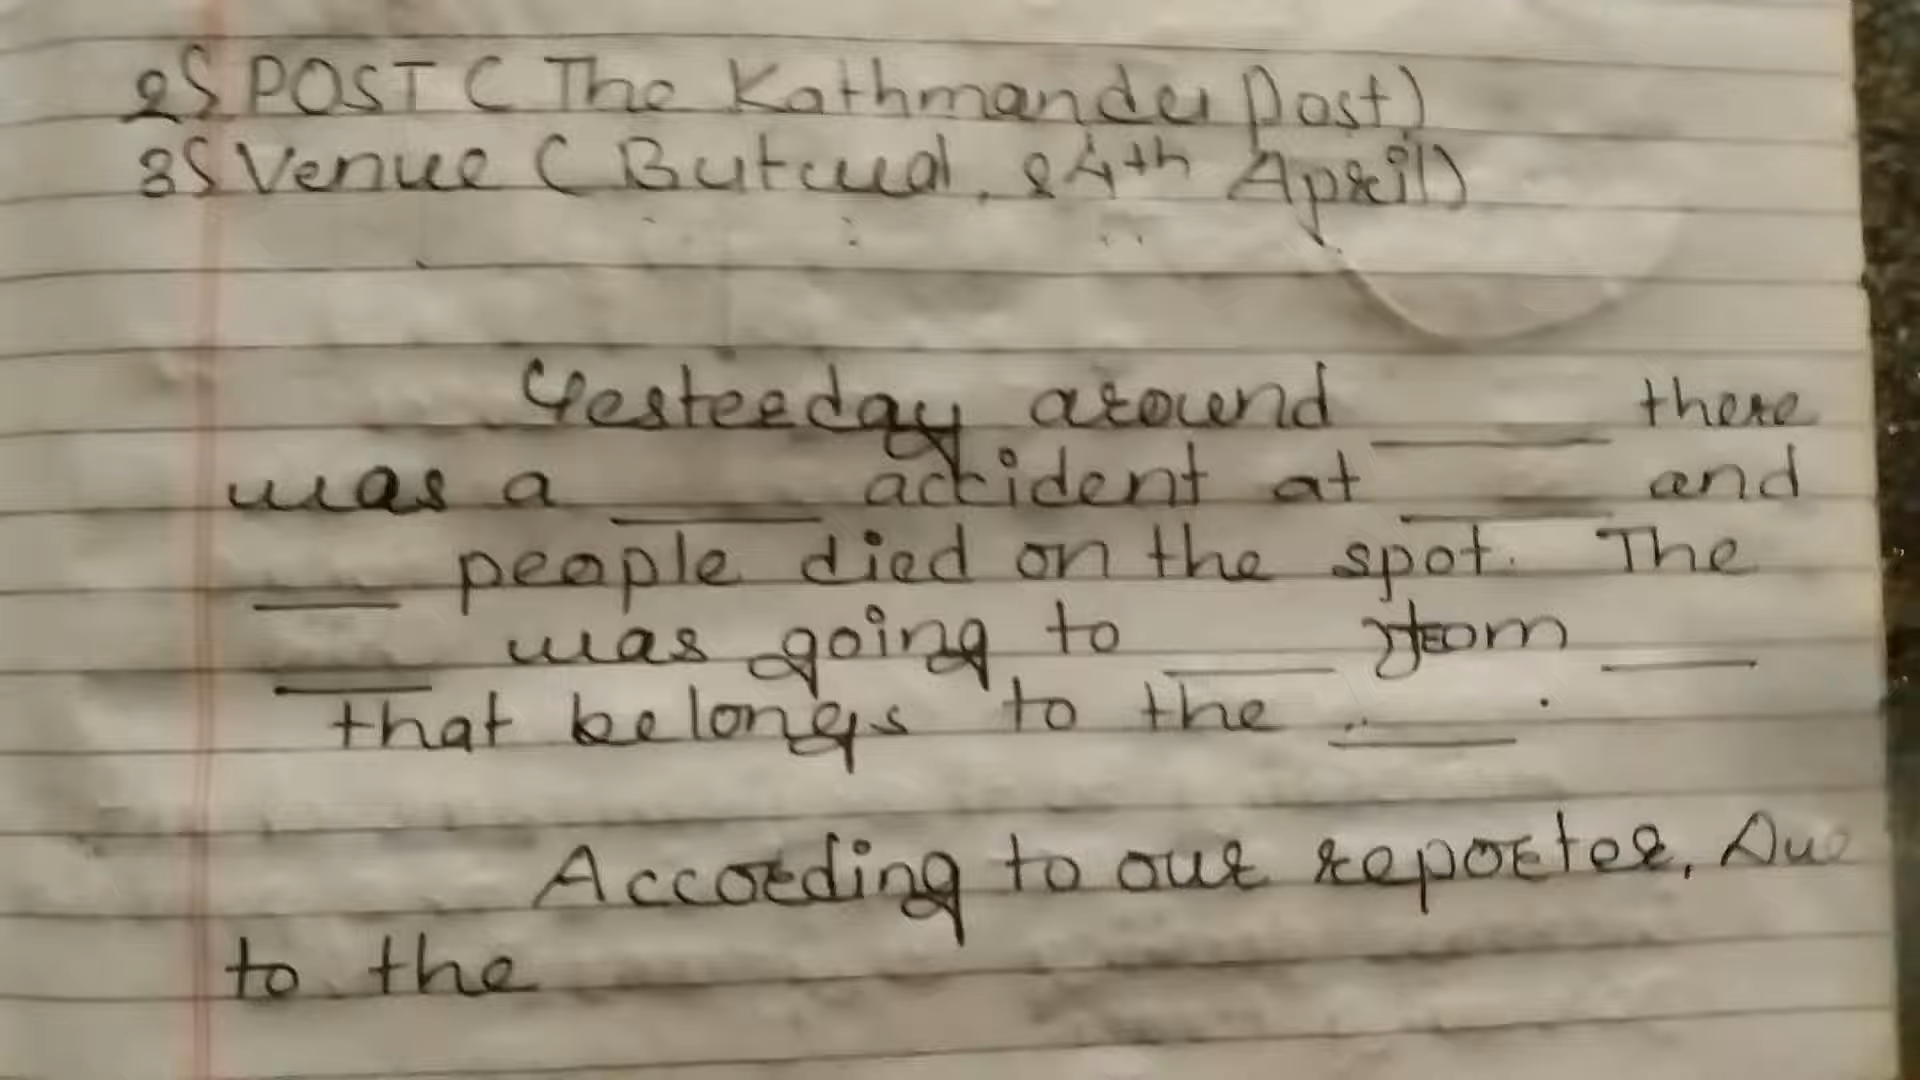 2) POST ( The Kathmandu Post)
3) Venue ( Butwal, 24th April)
Yesterday around ____ there
was a ____ accident at ____ and
____ people died on the spot. The
____ was going to ____ from ____
that belongs to the ____.
According to our reporter, Due
to the